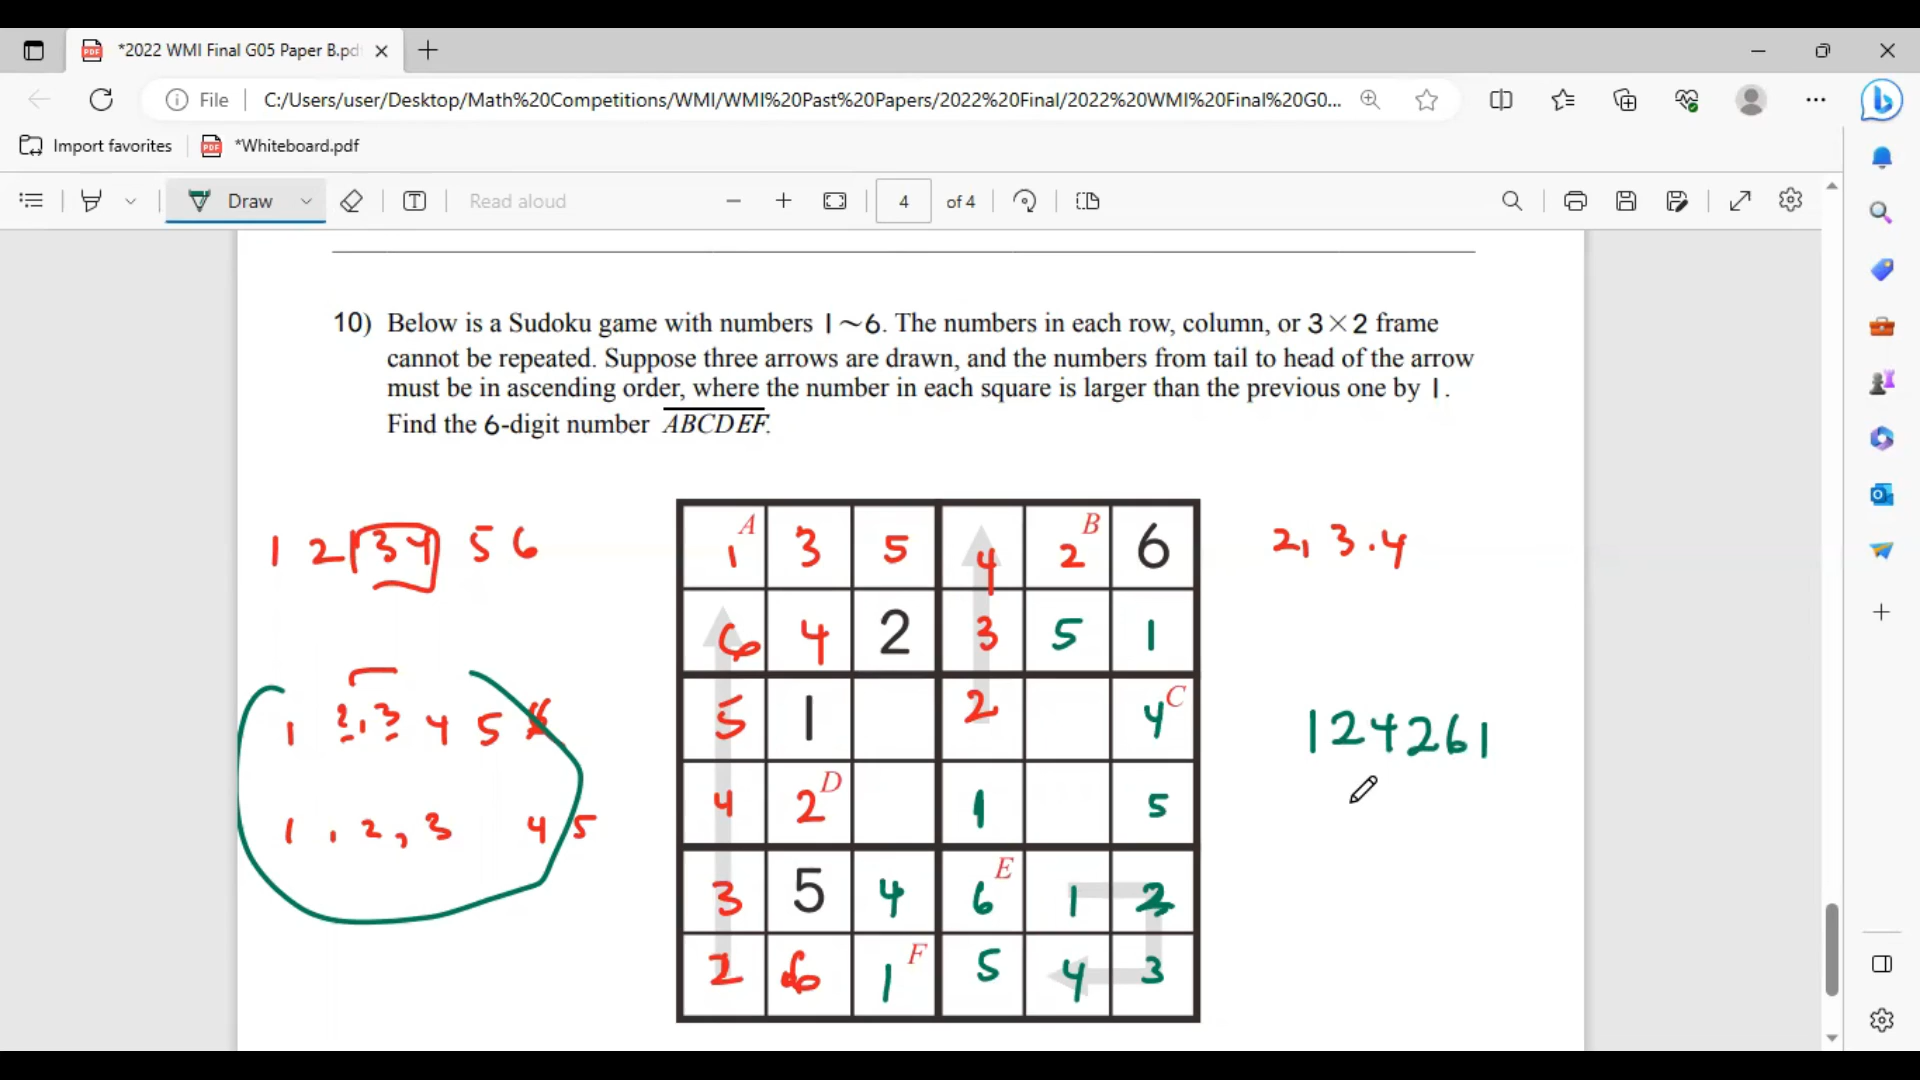 *2022 WMI Final G05 Paper B.pd
File C:/Users/user/Desktop/Math%20Competitions/WMI/WMI%20Past%20Papers/2022%20Final/2022%20WMI%20Final%20G0...
Import favorites *Whiteboard.pdf
Draw Read aloud 4 of 4
10) Below is a Sudoku game with numbers 1~6. The numbers in each row, column, or 3×2 frame
cannot be repeated. Suppose three arrows are drawn, and the numbers from tail to head of the arrow
must be in ascending order, where the number in each square is larger than the previous one by 1.
Find the 6-digit number ABCDEF.
1 2 3 4 5 6
A 1 3 5 4 B 2 6
2, 3 . 4
6 4 2 3 5 1
1 2, 3 4 5 6
5 1 2 4 C
124261
1 , 2 , 3 4 5
4 2 D 1 5
3 5 4 6 E 1 2
2 6 1 F 5 4 3